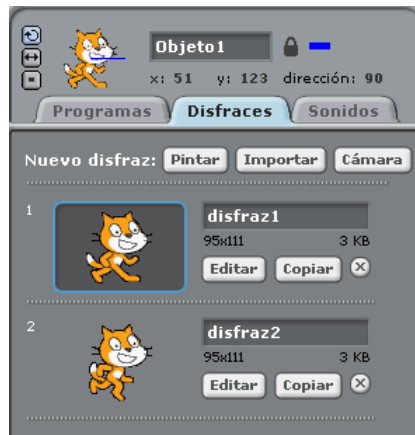 Objeto1
x: 51 y: 123 dirección: 90
Programas Disfraces Sonidos
Nuevo disfraz: Pintar Importar Cámara
1
disfraz1
95x111 3 KB
Editar Copiar
2
disfraz2
95x111 3 KB
Editar Copiar